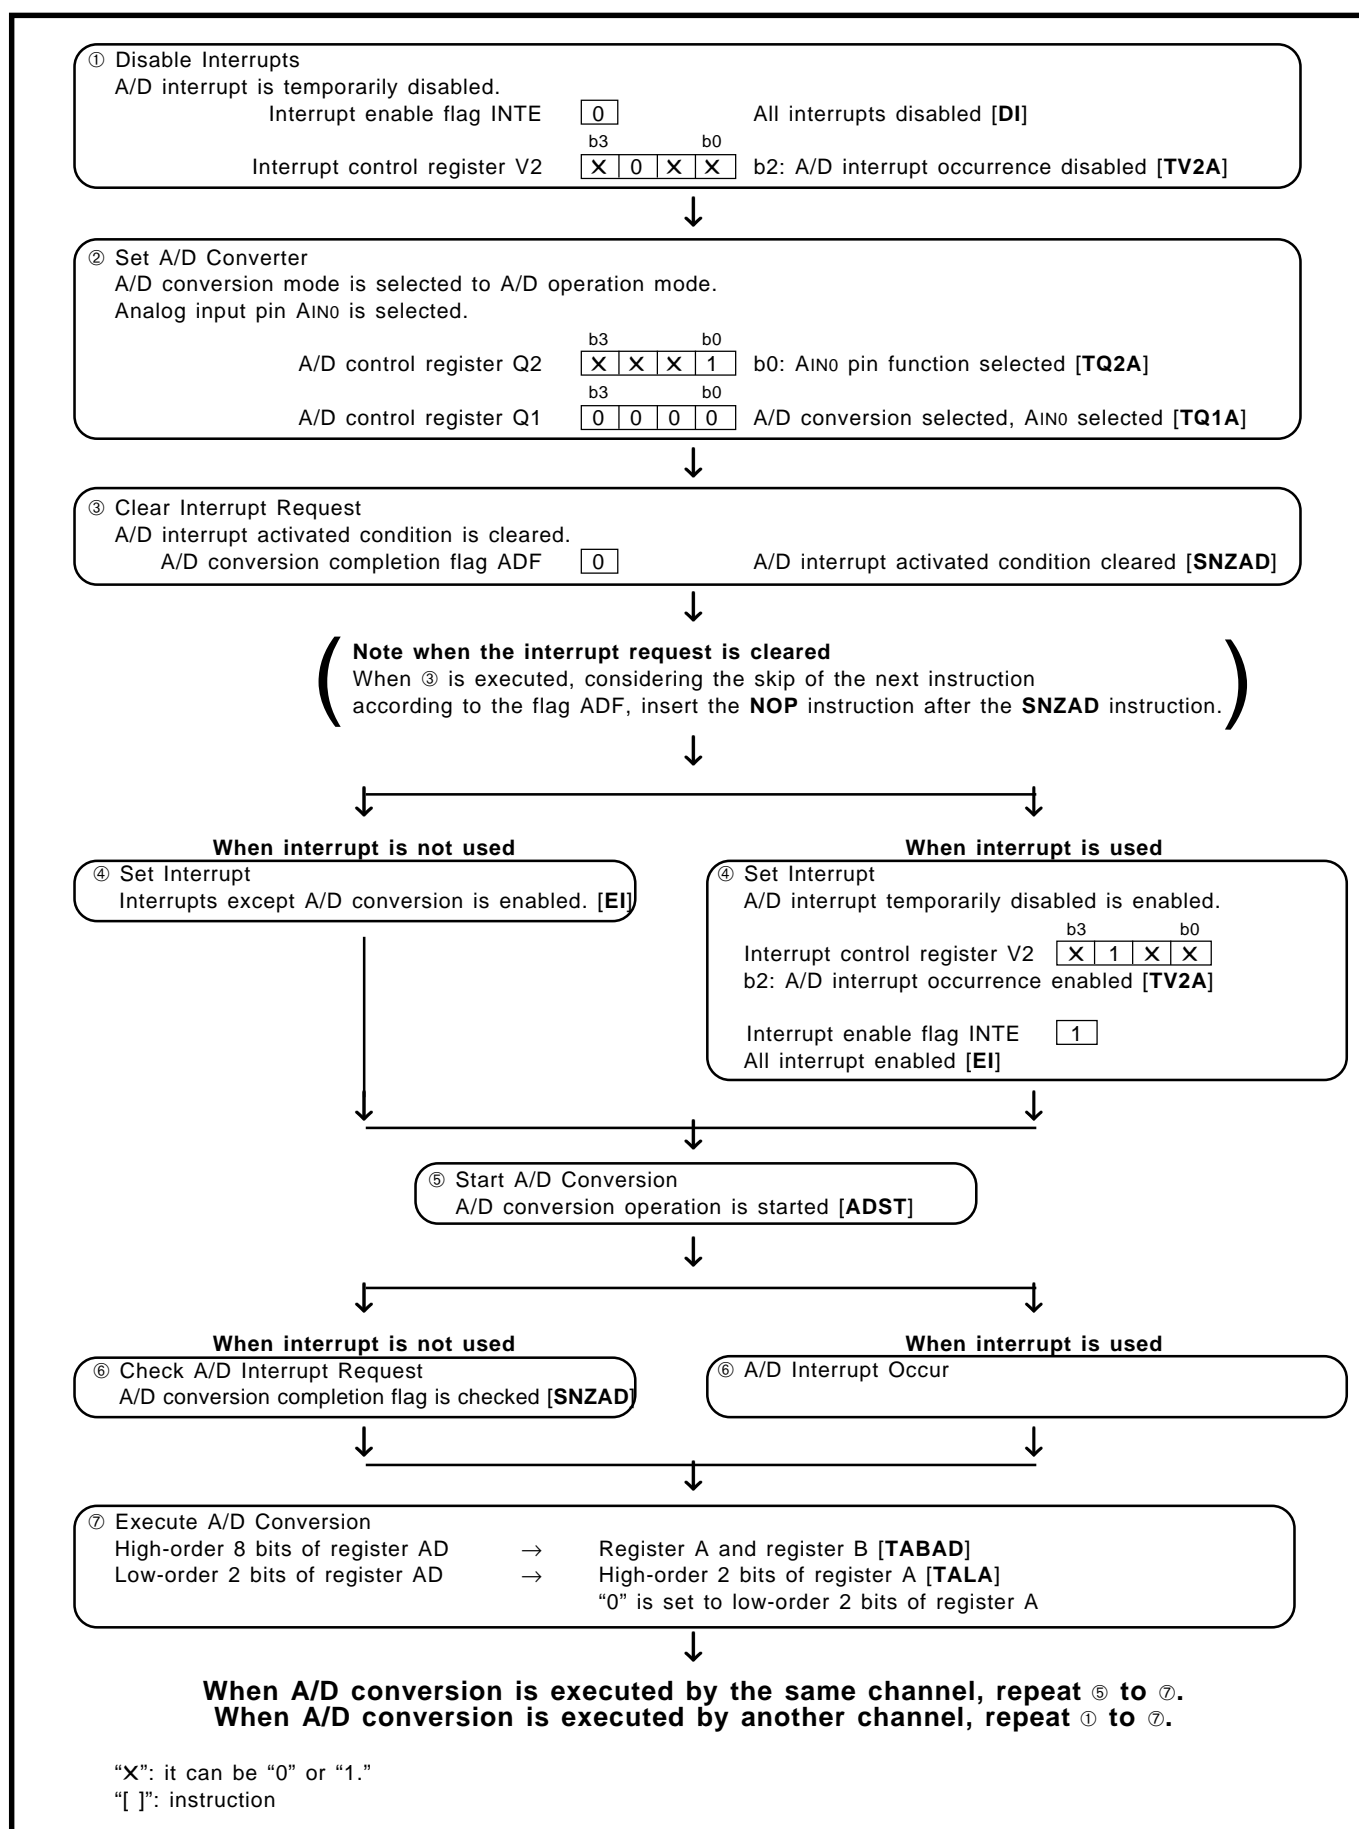 ① Disable Interrupts
A/D interrupt is temporarily disabled.
Interrupt enable flag INTE 0 All interrupts disabled [DI]
b3 b0
Interrupt control register V2 X 0 X X b2: A/D interrupt occurrence disabled [TV2A]
② Set A/D Converter
A/D conversion mode is selected to A/D operation mode.
Analog input pin AIN0 is selected.
b3 b0
A/D control register Q2 X X X 1 b0: AIN0 pin function selected [TQ2A]
b3 b0
A/D control register Q1 0 0 0 0 A/D conversion selected, AIN0 selected [TQ1A]
③ Clear Interrupt Request
A/D interrupt activated condition is cleared.
A/D conversion completion flag ADF 0 A/D interrupt activated condition cleared [SNZAD]
Note when the interrupt request is cleared
When ③ is executed, considering the skip of the next instruction
according to the flag ADF, insert the NOP instruction after the SNZAD instruction.
When interrupt is not used
④ Set Interrupt
Interrupts except A/D conversion is enabled. [EI]
When interrupt is used
④ Set Interrupt
A/D interrupt temporarily disabled is enabled.
b3 b0
Interrupt control register V2 X 1 X X
b2: A/D interrupt occurrence enabled [TV2A]
Interrupt enable flag INTE 1
All interrupt enabled [EI]
⑤ Start A/D Conversion
A/D conversion operation is started [ADST]
When interrupt is not used
⑥ Check A/D Interrupt Request
A/D conversion completion flag is checked [SNZAD]
When interrupt is used
⑥ A/D Interrupt Occur
⑦ Execute A/D Conversion
High-order 8 bits of register AD → Register A and register B [TABAD]
Low-order 2 bits of register AD → High-order 2 bits of register A [TALA]
“0” is set to low-order 2 bits of register A
When A/D conversion is executed by the same channel, repeat ⑤ to ⑦.
When A/D conversion is executed by another channel, repeat ① to ⑦.
“X”: it can be “0” or “1.”
“[ ]”: instruction